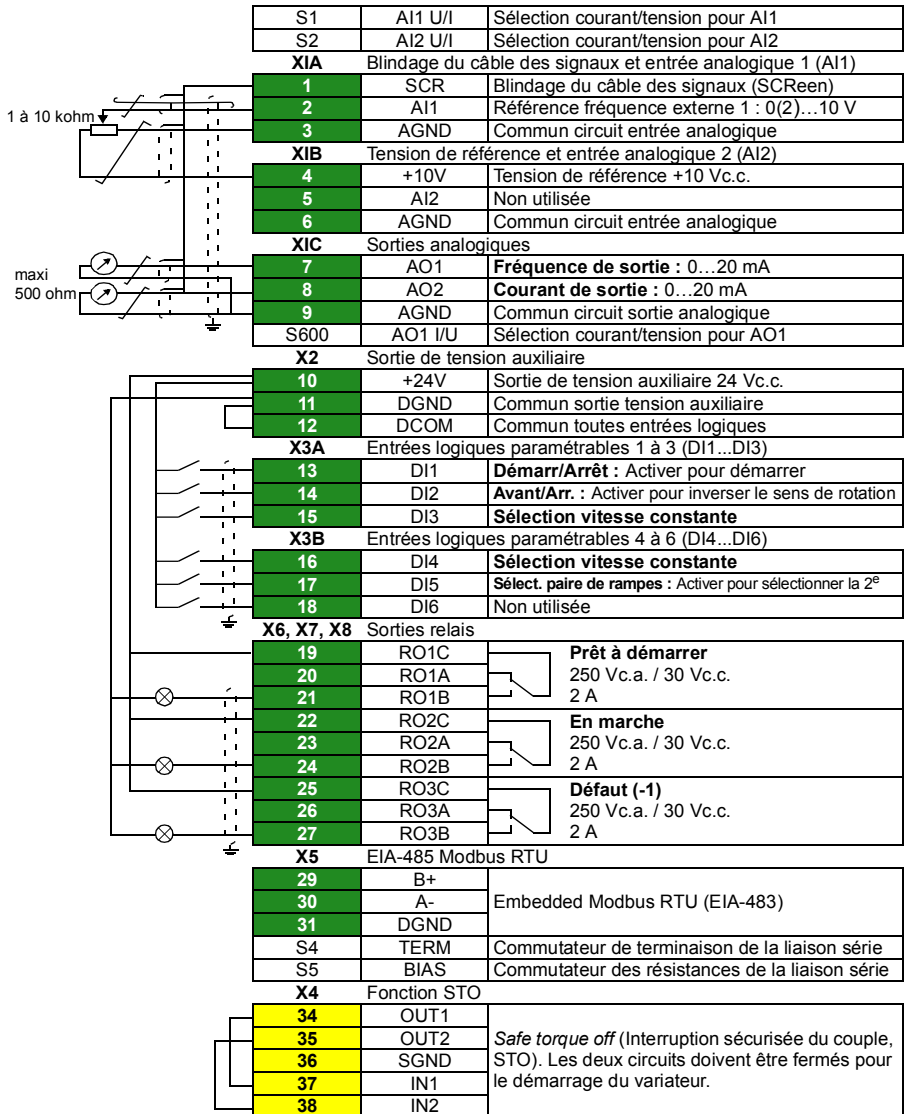 S1 AI1 U/I Sélection courant/tension pour AI1
S2 AI2 U/I Sélection courant/tension pour AI2
XIA Blindage du câble des signaux et entrée analogique 1 (AI1)
1 SCR Blindage du câble des signaux (SCReen)
1 à 10 kohm
2 AI1 Référence fréquence externe 1 : 0(2)…10 V
3 AGND Commun circuit entrée analogique
XIB Tension de référence et entrée analogique 2 (AI2)
4 +10V Tension de référence +10 Vc.c.
5 AI2 Non utilisée
6 AGND Commun circuit entrée analogique
XIC Sorties analogiques
7 AO1 Fréquence de sortie : 0…20 mA
maxi
500 ohm
8 AO2 Courant de sortie : 0…20 mA
9 AGND Commun circuit sortie analogique
S600 AO1 I/U Sélection courant/tension pour AO1
X2 Sortie de tension auxiliaire
10 +24V Sortie de tension auxiliaire 24 Vc.c.
11 DGND Commun sortie tension auxiliaire
12 DCOM Commun toutes entrées logiques
X3A Entrées logiques paramétrables 1 à 3 (DI1...DI3)
13 DI1 Démarr/Arrêt : Activer pour démarrer
14 DI2 Avant/Arr. : Activer pour inverser le sens de rotation
15 DI3 Sélection vitesse constante
X3B Entrées logiques paramétrables 4 à 6 (DI4...DI6)
16 DI4 Sélection vitesse constante
17 DI5 Sélect. paire de rampes : Activer pour sélectionner la 2e
18 DI6 Non utilisée
X6, X7, X8 Sorties relais
19 RO1C Prêt à démarrer
20 RO1A 250 Vc.a. / 30 Vc.c.
21 RO1B 2 A
22 RO2C En marche
23 RO2A 250 Vc.a. / 30 Vc.c.
24 RO2B 2 A
25 RO3C Défaut (-1)
26 RO3A 250 Vc.a. / 30 Vc.c.
27 RO3B 2 A
X5 EIA-485 Modbus RTU
29 B+
30 A- Embedded Modbus RTU (EIA-483)
31 DGND
S4 TERM Commutateur de terminaison de la liaison série
S5 BIAS Commutateur des résistances de la liaison série
X4 Fonction STO
34 OUT1
35 OUT2 Safe torque off (Interruption sécurisée du couple,
36 SGND STO). Les deux circuits doivent être fermés pour
37 IN1 le démarrage du variateur.
38 IN2